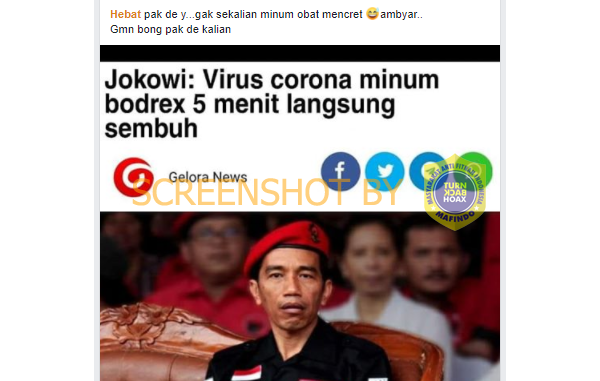 Hebat pak de y...gak sekalian minum obat mencret 😅ambyar..
Gmn bong pak de kalian
Jokowi: Virus corona minum
bodrex 5 menit langsung
sembuh
Gelora News
SCREENSHOT BY
MASYARAKAT ANTI FITNAH INDONESIA
TURN
BACK
HOAX
MAFINDO